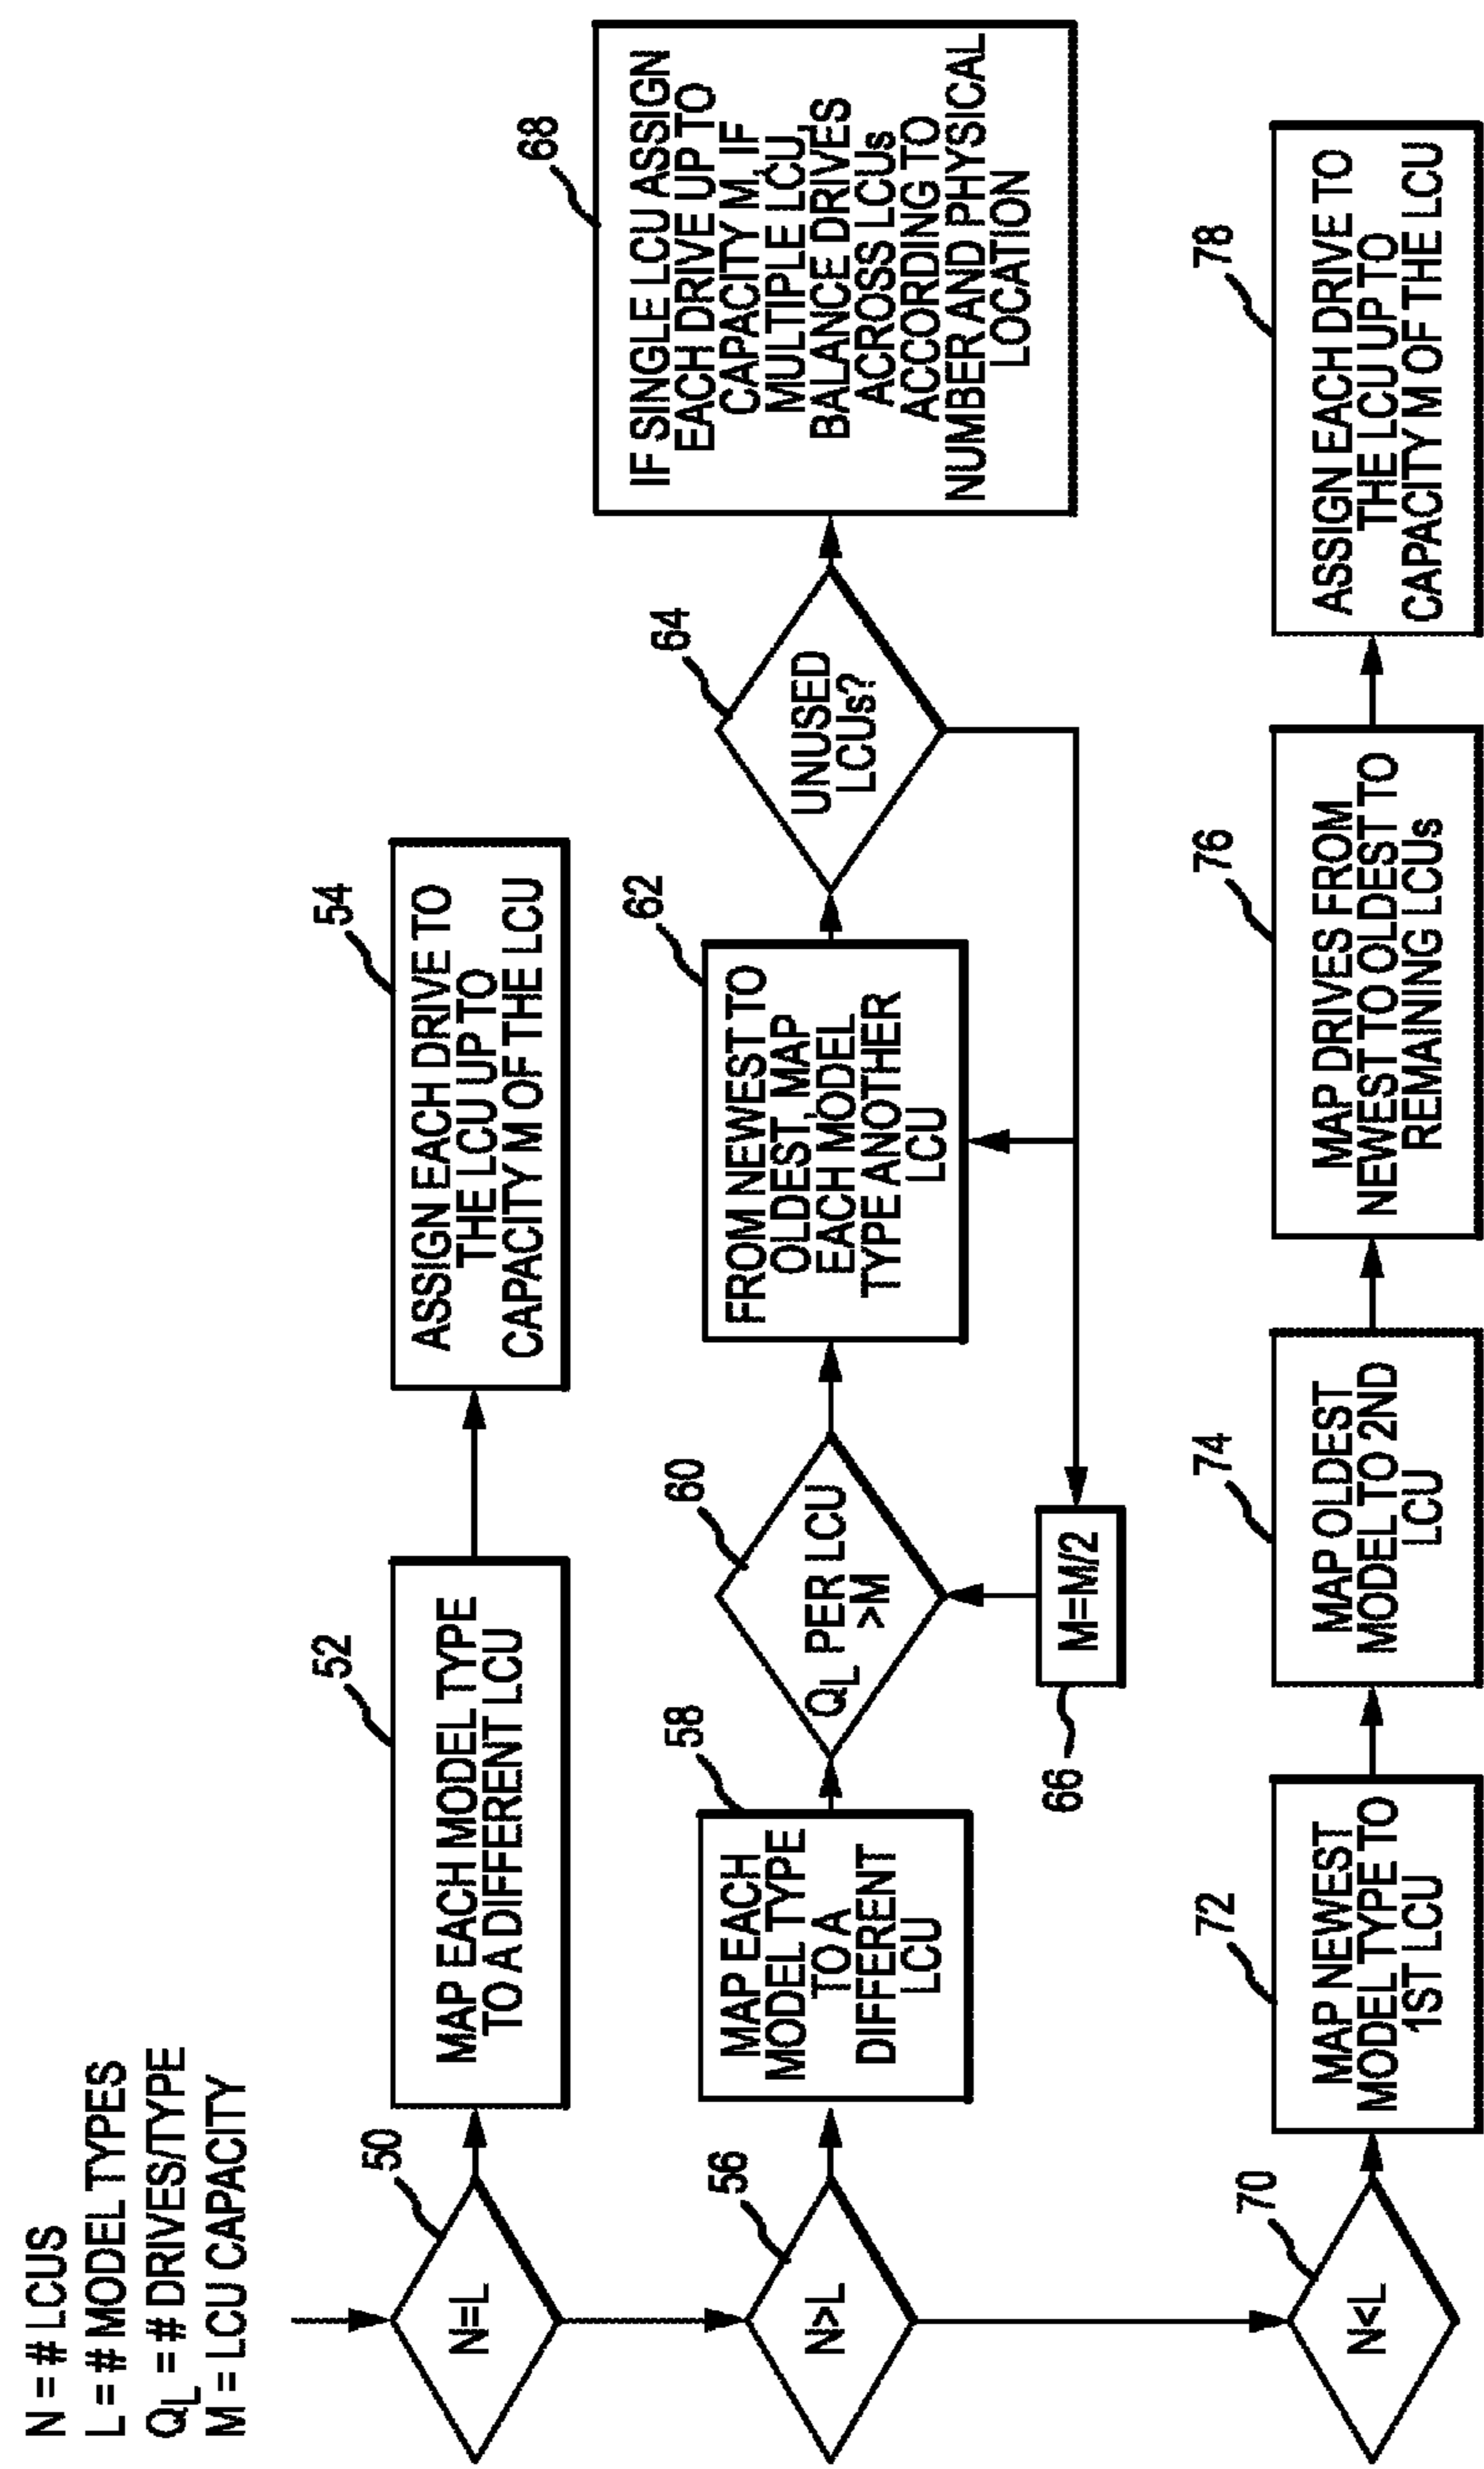 N = # LCUS
L = # MODEL TYPES
QL = # DRIVES/TYPE
M = LCU CAPACITY
50
N=L
52
MAP EACH MODEL TYPE
TO A DIFFERENT LCU
54
ASSIGN EACH DRIVE TO
THE LCU UP TO
CAPACITY M OF THE LCU
56
N>L
58
MAP EACH
MODEL TYPE
TO A
DIFFERENT
LCU
60
QL PER LCU
>M
62
FROM NEWEST TO
OLDEST, MAP
EACH MODEL
TYPE ANOTHER
LCU
64
UNUSED
LCUs?
66
M=M/2
68
IF SINGLE LCU ASSIGN
EACH DRIVE UP TO
CAPACITY M, IF
MULTIPLE LCU,
BALANCE DRIVES
ACROSS LCUs
ACCORDING TO
NUMBER AND PHYSICAL
LOCATION
70
N<L
72
MAP NEWEST
MODEL TYPE TO
1ST LCU
74
MAP OLDEST
MODEL TO 2ND
LCU
76
MAP DRIVES FROM
NEWEST TO OLDEST TO
REMAINING LCUs
78
ASSIGN EACH DRIVE TO
THE LCU UP TO
CAPACITY M OF THE LCU